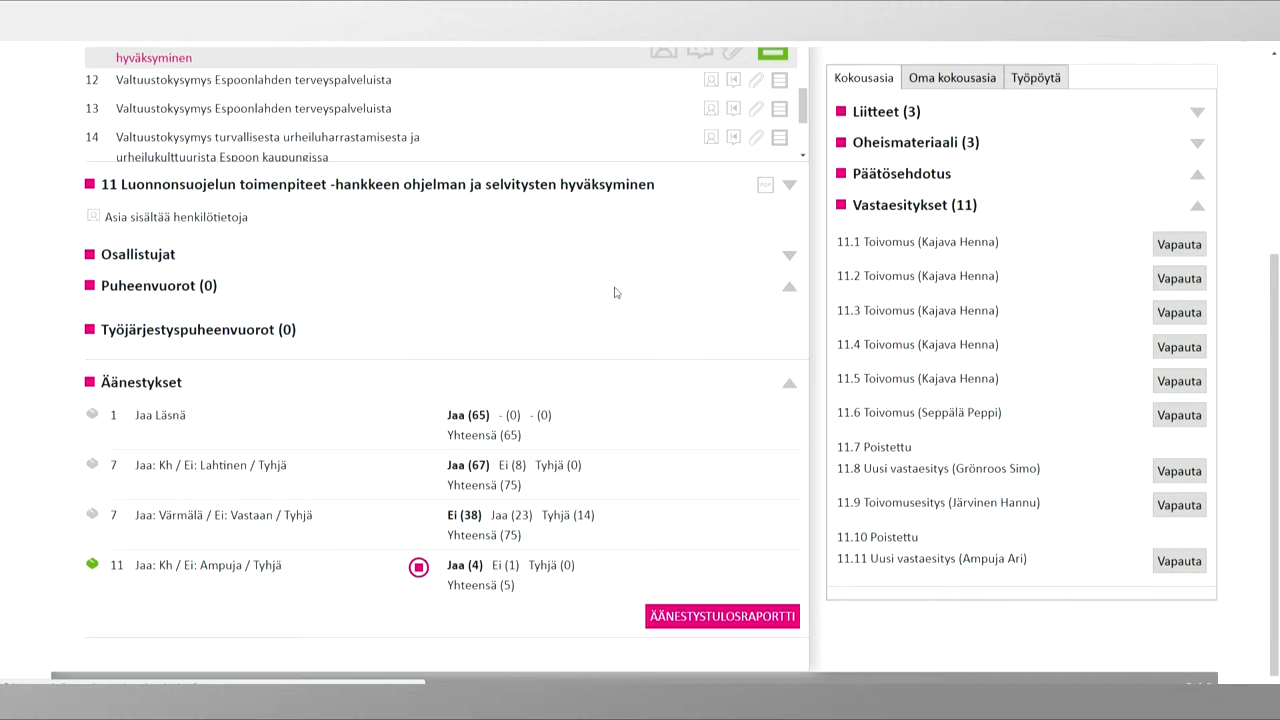 hyväksyminen
12 Valtuustokysymys Espoonlahden terveyspalveluista
13 Valtuustokysymys Espoonlahden terveyspalveluista
14 Valtuustokysymys turvallisesta urheiluharrastamisesta ja
urheilukulttuurista Espoon kaupungissa
11 Luonnonsuojelun toimenpiteet -hankkeen ohjelman ja selvitysten hyväksyminen
PDF
Asia sisältää henkilötietoja
Osallistujat
Puheenvuorot (0)
Työjärjestyspuheenvuorot (0)
Äänestykset
1 Jaa Läsnä Jaa (65) - (0) - (0)
Yhteensä (65)
7 Jaa: Kh / Ei: Lahtinen / Tyhjä Jaa (67) Ei (8) Tyhjä (0)
Yhteensä (75)
7 Jaa: Värmälä / Ei: Vastaan / Tyhjä Ei (38) Jaa (23) Tyhjä (14)
Yhteensä (75)
11 Jaa: Kh / Ei: Ampuja / Tyhjä Jaa (4) Ei (1) Tyhjä (0)
Yhteensä (5)
ÄÄNESTYSTULOSRAPORTTI
Kokousasia Oma kokousasia Työpöytä
Liitteet (3)
Oheismateriaali (3)
Päätösehdotus
Vastaesitykset (11)
11.1 Toivomus (Kajava Henna) Vapauta
11.2 Toivomus (Kajava Henna) Vapauta
11.3 Toivomus (Kajava Henna) Vapauta
11.4 Toivomus (Kajava Henna) Vapauta
11.5 Toivomus (Kajava Henna) Vapauta
11.6 Toivomus (Seppälä Peppi) Vapauta
11.7 Poistettu
11.8 Uusi vastaesitys (Grönroos Simo) Vapauta
11.9 Toivomusesitys (Järvinen Hannu) Vapauta
11.10 Poistettu
11.11 Uusi vastaesitys (Ampuja Ari) Vapauta